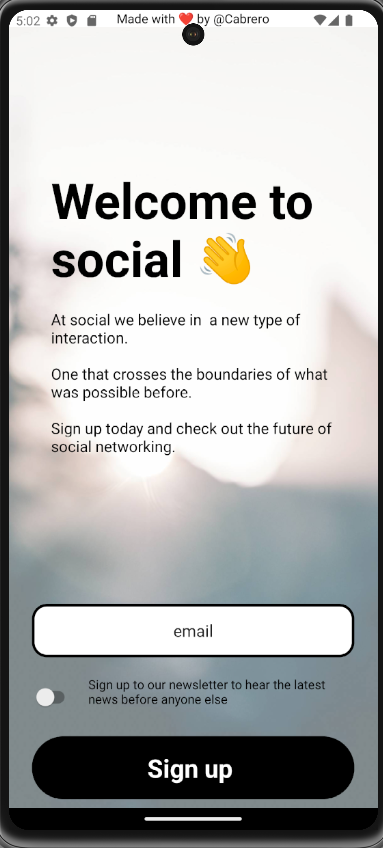 5:02
Made with ❤️ by @Cabrero
Welcome to
social 👋
At social we believe in  a new type of
interaction.
One that crosses the boundaries of what
was possible before.
Sign up today and check out the future of
social networking.
email
Sign up to our newsletter to hear the latest
news before anyone else
Sign up